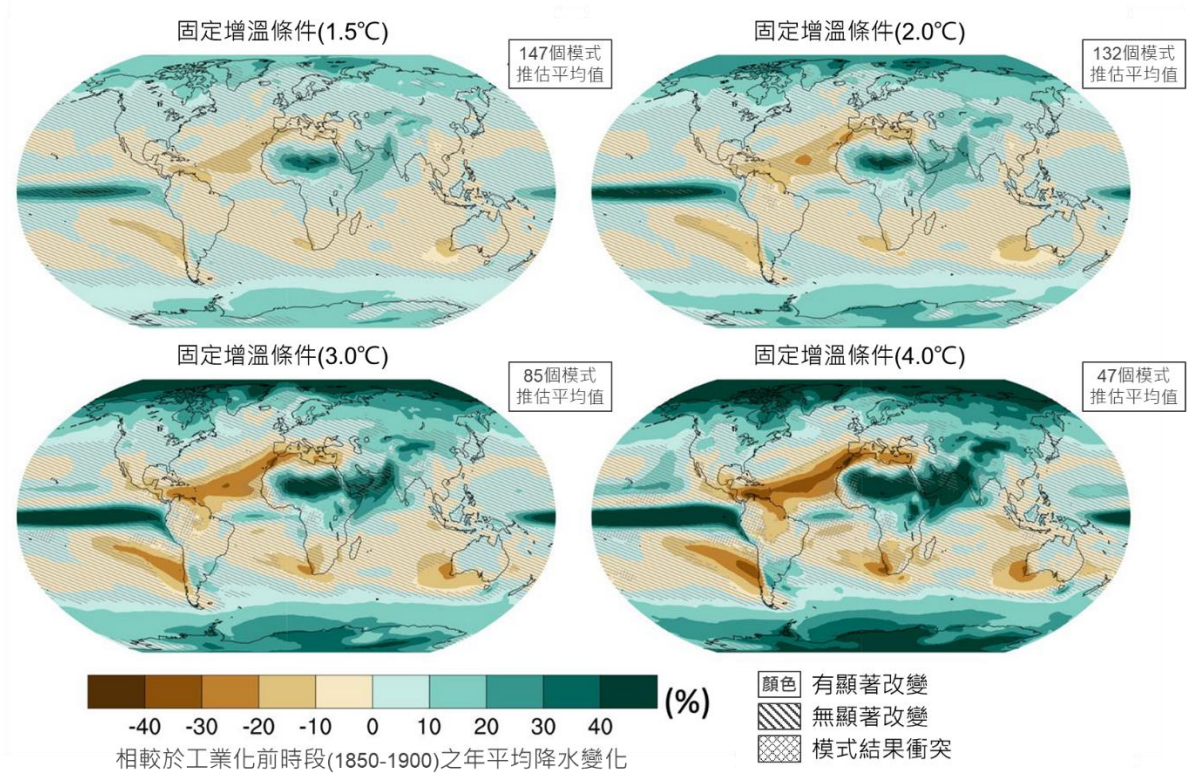 固定增溫條件(1.5℃)
147個模式
推估平均值
固定增溫條件(2.0℃)
132個模式
推估平均值
固定增溫條件(3.0℃)
85個模式
推估平均值
固定增溫條件(4.0℃)
47個模式
推估平均值
(%)
-40 -30 -20 -10 0 10 20 30 40
相較於工業化前時段(1850-1900)之年平均降水變化
顏色 有顯著改變
無顯著改變
模式結果衝突